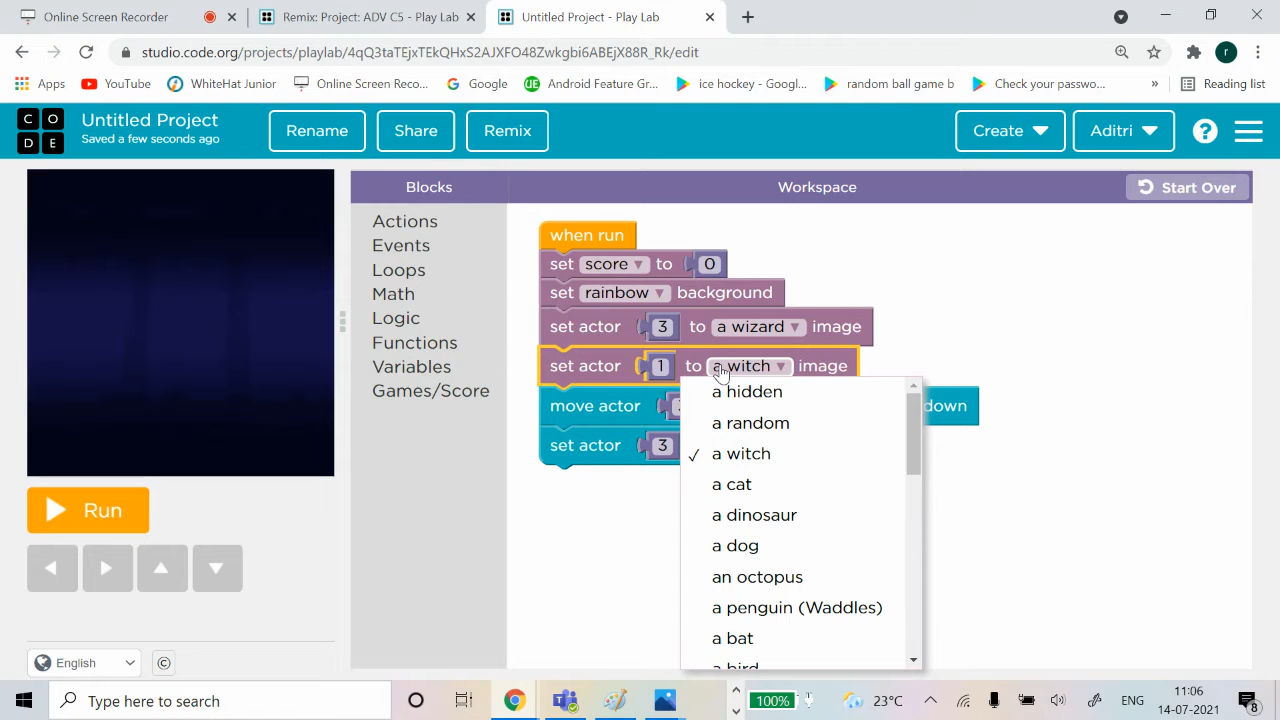 Online Screen Recorder
Remix: Project: ADV C5 - Play Lab
Untitled Project - Play Lab
studio.code.org/projects/playlab/4qQ3taTEjxTEkQHxS2AJXFO48Zwkgbi6ABEjX88R_Rk/edit
r
Apps
YouTube
WhiteHat Junior
Online Screen Reco...
Google
Android Feature Gr...
ice hockey - Googl...
random ball game b
Check your passwo...
»
Reading list
CO
DE
Untitled Project
Saved a few seconds ago
Rename
Share
Remix
Create
Aditri
?
Blocks
Workspace
Start Over
Actions
Events
Loops
Math
Logic
Functions
Variables
Games/Score
when run
set score to 0
set rainbow background
set actor 3 to a wizard image
set actor 1 to a witch image
move actor
down
set actor 3
a hidden
a random
✓ a witch
a cat
a dinosaur
a dog
an octopus
a penguin (Waddles)
a bat
a bird
Run
English
©
Type here to search
100%
23°C
ENG
11:06
14-07-2021
8